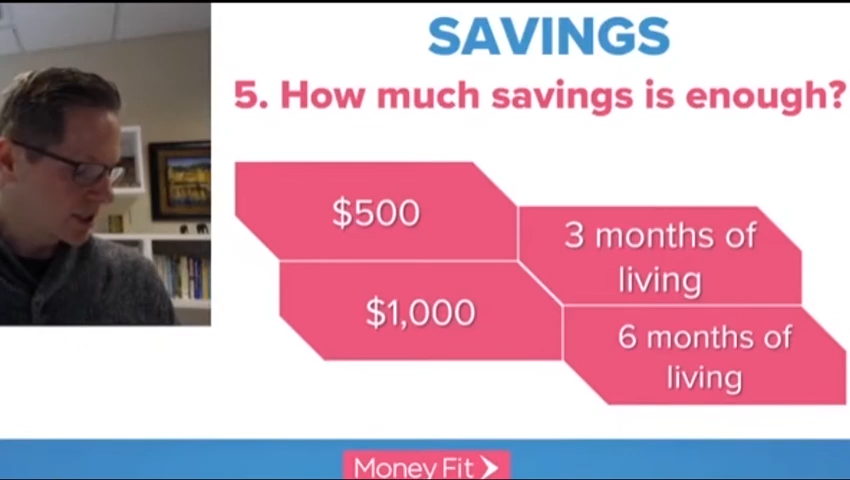 SAVINGS
5. How much savings is enough?
$500
3 months of
living
$1,000
6 months of
living
Money Fit